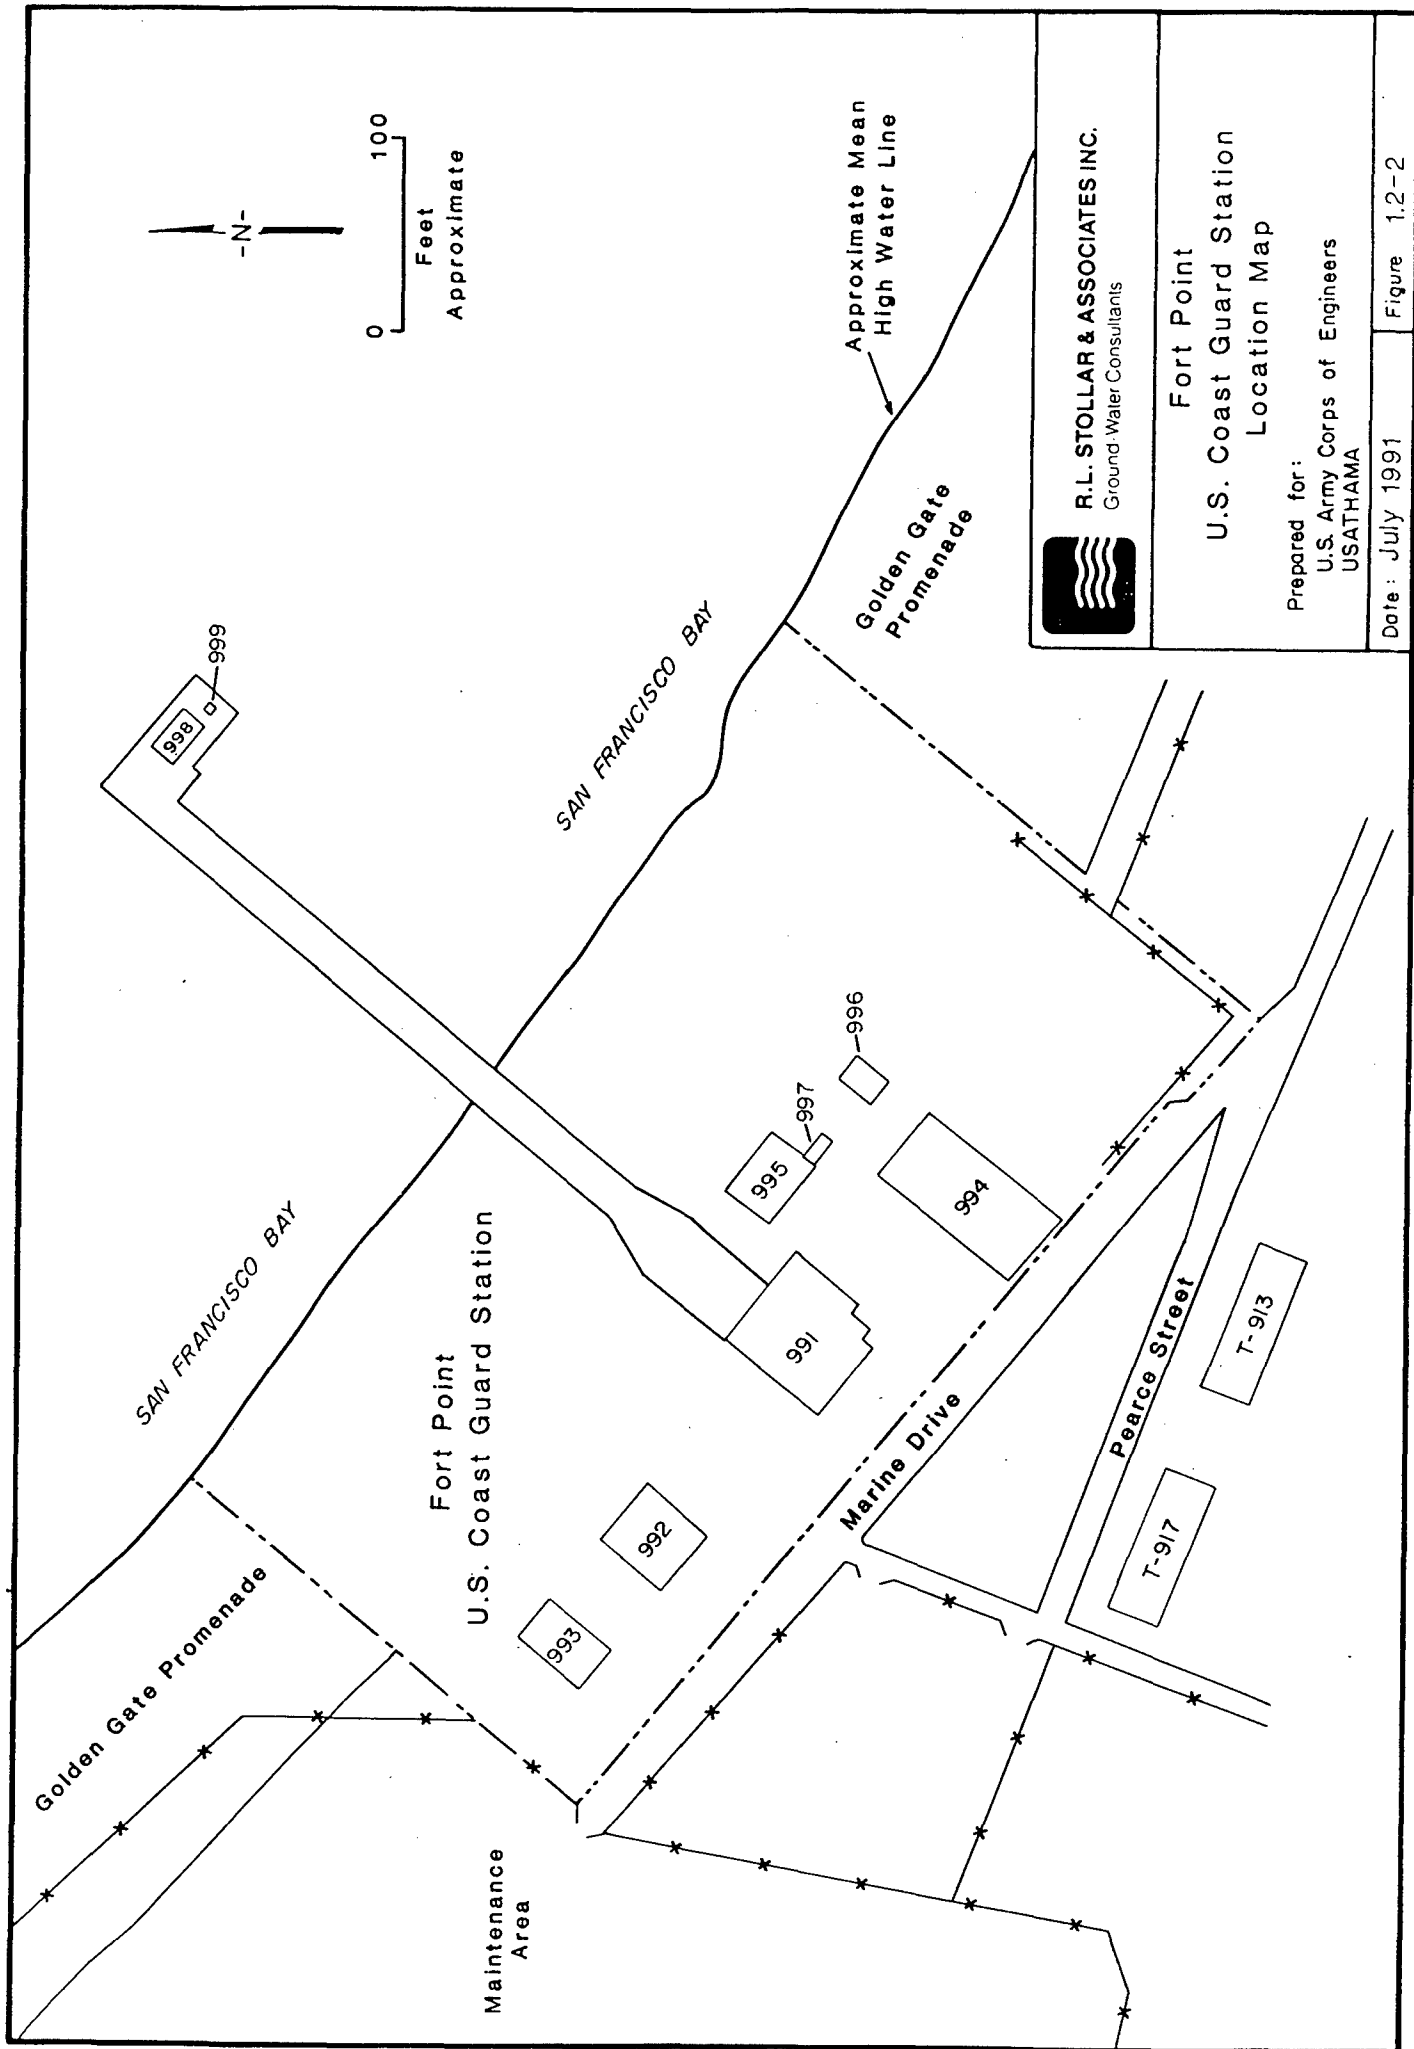 -N-
0 100
Feet
Approximate
999
998
SAN FRANCISCO BAY
SAN FRANCISCO BAY
Approximate Mean
High Water Line
Golden Gate
Promenade
Golden Gate Promenade
Fort Point
U.S. Coast Guard Station
993
992
991
995
997
996
994
Maintenance
Area
Marine Drive
Pearce Street
T-917
T-913
R.L. STOLLAR & ASSOCIATES INC.
Ground-Water Consultants
Fort Point
U.S. Coast Guard Station
Location Map
Prepared for:
U.S. Army Corps of Engineers
USATHAMA
Date: July 1991
Figure 1.2-2